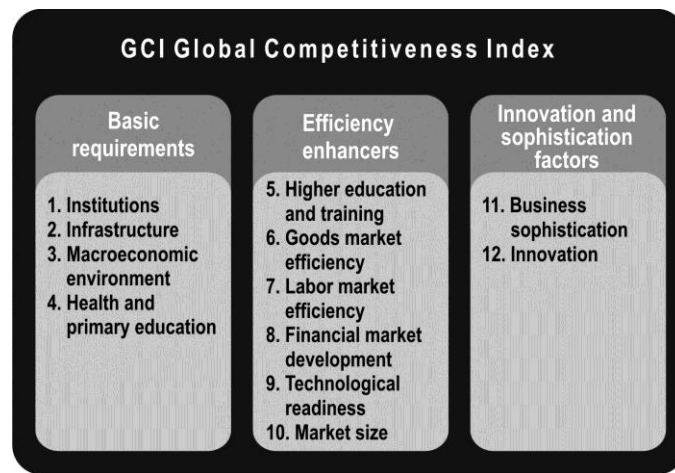 GCI Global Competitiveness Index
Basic
requirements
1. Institutions
2. Infrastructure
3. Macroeconomic
environment
4. Health and
primary education
Efficiency
enhancers
5. Higher education
and training
6. Goods market
efficiency
7. Labor market
efficiency
8. Financial market
development
9. Technological
readiness
10. Market size
Innovation and
sophistication
factors
11. Business
sophistication
12. Innovation